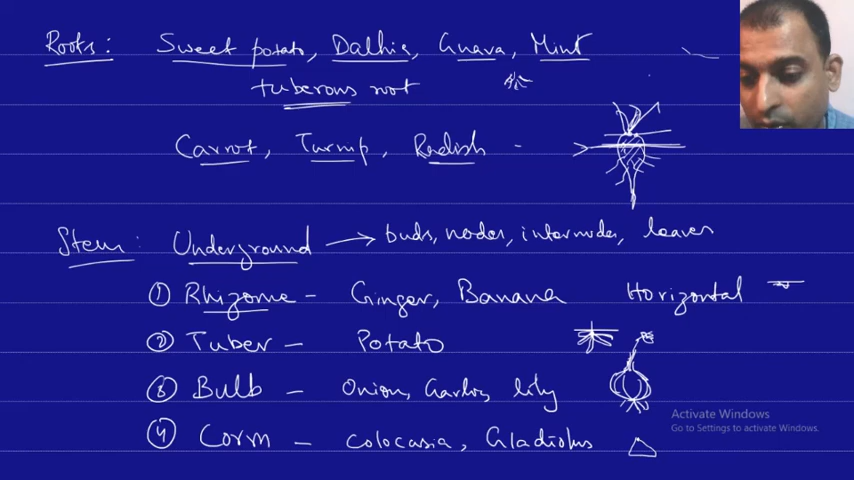 Roots: Sweet potato, Dalhia, Guava, Mint
tuberous root
Carrot, Turnip, Radish -
Stem: Underground → buds, nodes, internodes, leaves
① Rhizome - Ginger, Banana Horizontal
② Tuber - Potato
③ Bulb - Onion, Garlic, lily
④ Corm - Colocasia, Gladiolus
Activate Windows
Go to Settings to activate Windows.